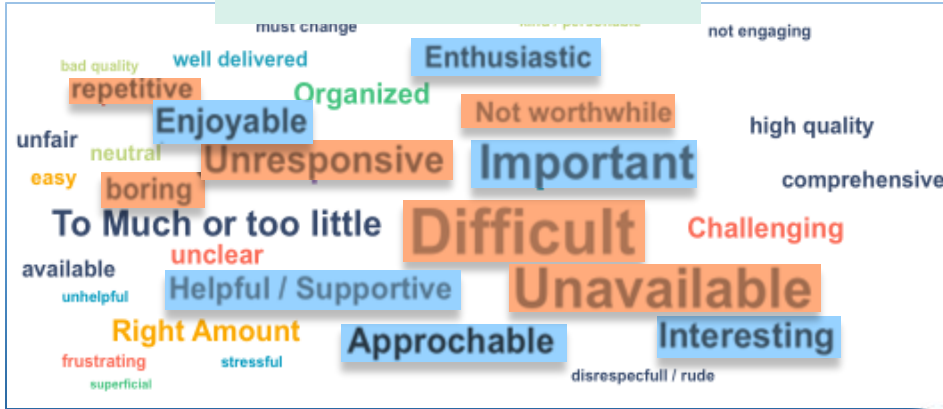 must change
kind / personable
not engaging
Enthusiastic
well delivered
bad quality
repetitive
Organized
Not worthwhile
Enjoyable
high quality
unfair
neutral
Unresponsive
Important
easy
boring
comprehensive
To Much or too little
Difficult
Challenging
unclear
available
unhelpful
Helpful / Supportive
Unavailable
Right Amount
Approchable
Interesting
frustrating
stressful
disrespecfull / rude
superficial